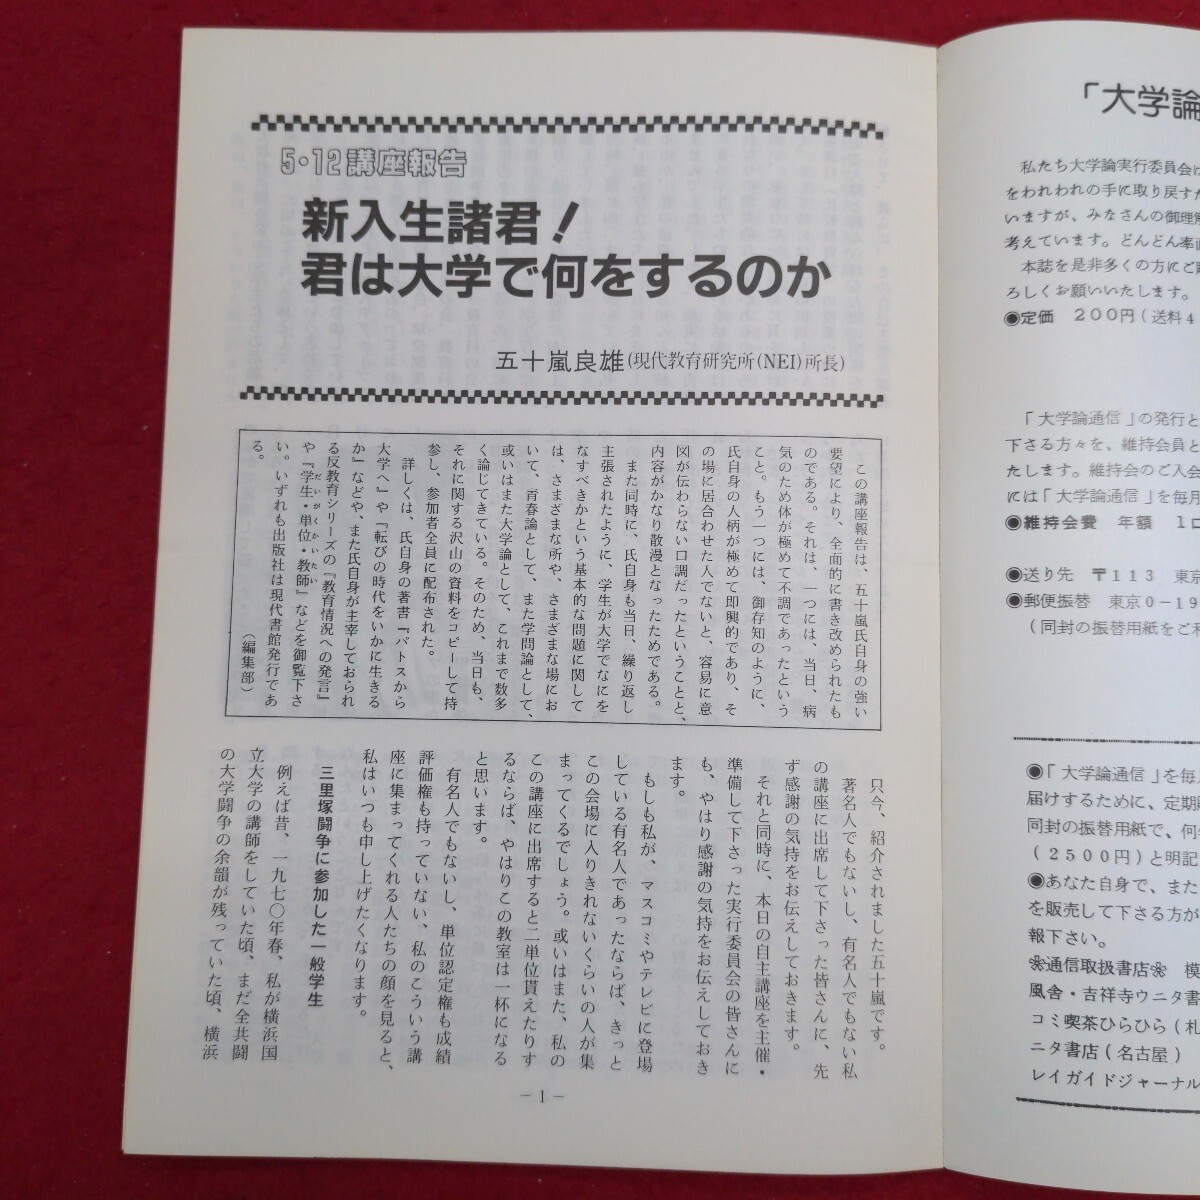 5・12講座報告
新入生諸君！
君は大学で何をするのか
五十嵐良雄(現代教育研究所(NEI)所長)
この講座報告は、五十嵐氏自身の強い
要望により、全面的に書き改められたも
のである。それは、一つには、当日、病
気のため体が極めて不調であったという
こと。もう一つには、御存知のように、
氏自身の人柄が極めて即興的であり、そ
の場に居合わせた人でないと、容易に意
図が伝わらない口調だったということと、
内容がかなり散漫となったためである。
また同時に、氏自身も当日、繰り返し
主張されたように、学生が大学でなにを
なすべきかという基本的な問題に関して
は、さまざまな所や、さまざまな場にお
いて、青春論として、また学問論として、
或いはまた大学論として、これまで数多
く論じてきている。そのため、当日も、
それに関する沢山の資料をコピーして持
参し、参加者全員に配布された。
詳しくは、氏自身の著書『パトスから
大学へ』や『転びの時代をいかに生きる
か』などや、また氏自身が主宰しておられ
る反教育シリーズの『教育情況への発言』
や『学生・単位・教師』などを御覧下さ
い。いずれも出版社は現代書館発行であ
る。
（編集部）
只今、紹介されました五十嵐です。
著名人でもないし、有名人でもない私
の講座に出席して下さった皆さんに、先
ず感謝の気持をお伝えしておきます。
それと同時に、本日の自主講座を主催・
準備して下さった実行委員会の皆さんに
も、やはり感謝の気持をお伝えしておき
ます。
もしも私が、マスコミやテレビに登場
している有名人であったならば、きっと
この会場に入りきれないくらいの人が集
まってくるでしょう。或いはまた、私の
この講座に出席すると二単位貰えたりす
るならば、やはりこの教室は一杯になる
と思います。
有名人でもないし、単位認定権も成績
評価権も持っていない、私のこういう講
座に集まってくれる人たちの顔を見ると、
私はいつも申し上げたくなります。
三里塚闘争に参加した一般学生
例えば昔、一九七〇年春、私が横浜国
立大学の講師をしていた頃、まだ全共闘
の大学闘争の余韻が残っていた頃、横浜
－1－
「大学論
私たち大学論実行委員会は
をわれわれの手に取り戻すた
いますが、みなさんの御理解
考えています。どんどん率直
本誌を是非多くの方にご
ろしくお願いいたします。
◉定価　200円(送料4
「大学論通信」の発行と
下さる方々を、維持会員と
たします。維持会のご入会
には「大学論通信」を毎月
◉維持会費　年額　1口
◉送り先　〒113　東京
◉郵便振替　東京0－19
(同封の振替用紙をご利
◉「大学論通信」を毎
届けするために、定期
同封の振替用紙で、何
(2500円)と明記
◉あなた自身で、また
を販売して下さる方が
報下さい。
❀通信取扱書店❀　模
風舎・吉祥寺ウニタ書
コミ喫茶ひらひら(札
ニタ書店(名古屋)
レイガイドジャーナル